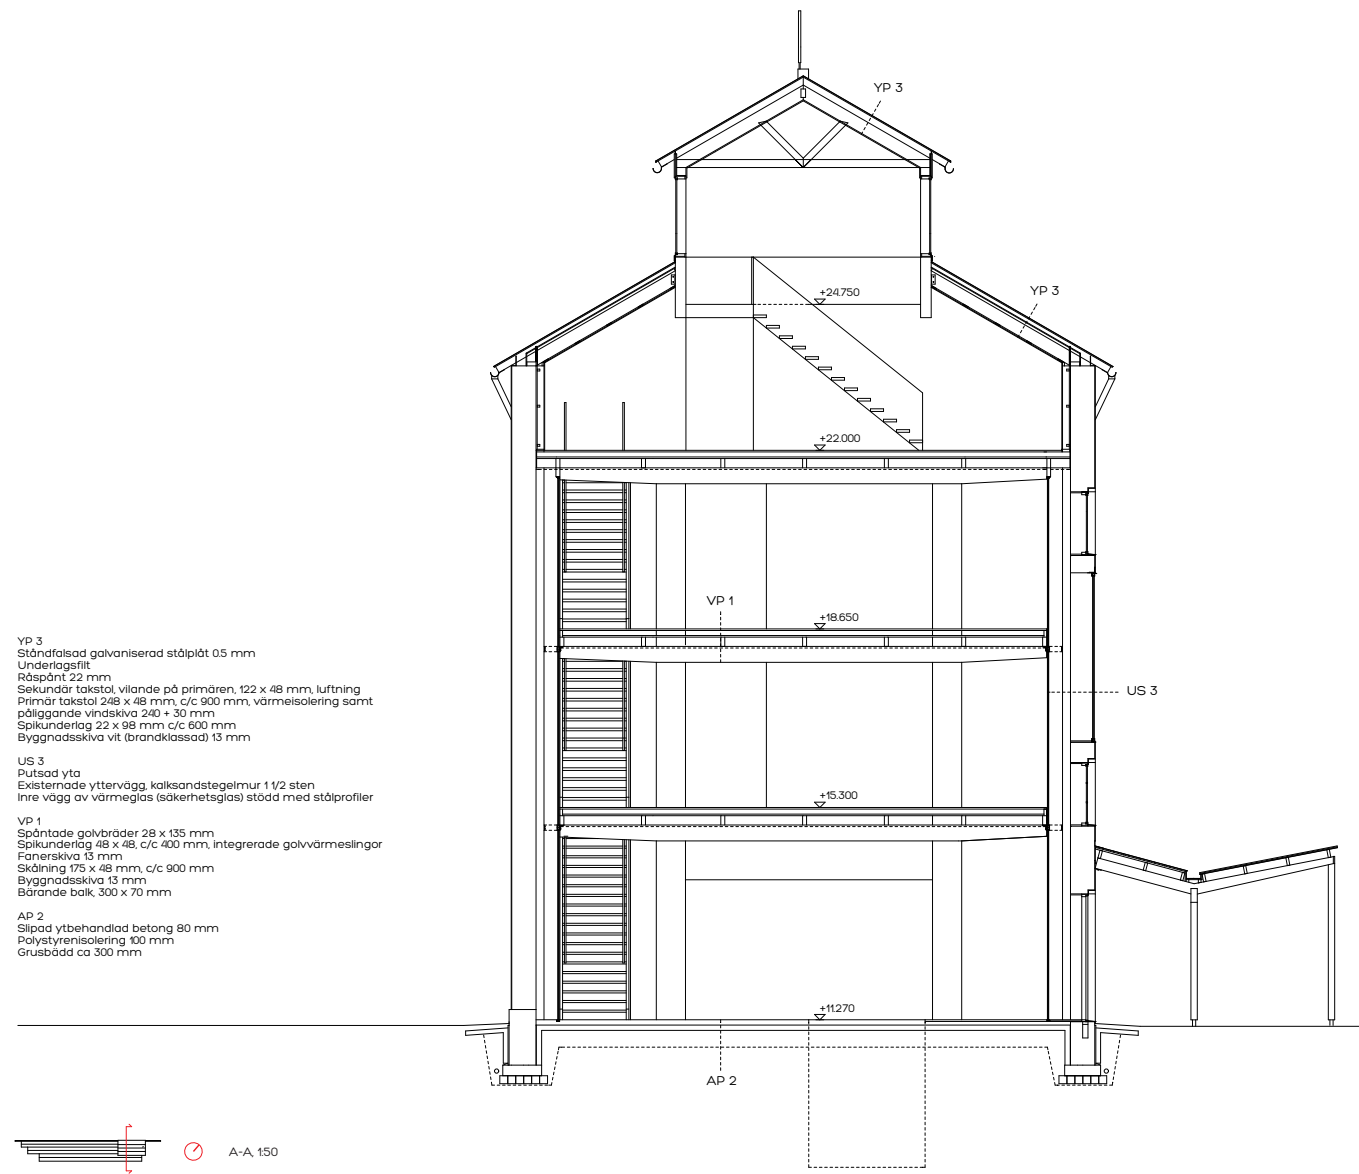 YP 3
YP 3
+24.750
+22.000
VP 1
+18.650
US 3
+15.300
+11.270
AP 2
YP 3
Ståndfalsad galvaniserad stålplåt 0.5 mm
Underlagsfilt
Råspånt 22 mm
Sekundär takstol, vilande på primären, 122 x 48 mm, luftning
Primär takstol 248 x 48 mm, c/c 900 mm, värmeisolering samt
påliggande vindskiva 240 + 30 mm
Spikunderlag 22 x 98 mm c/c 600 mm
Byggnadsskiva vit (brandklassad) 13 mm
US 3
Putsad yta
Existernade yttervägg, kalksandstegelmur 1 1/2 sten
Inre vägg av värmeglas (säkerhetsglas) stödd med stålprofiler
VP 1
Spåntade golvbräder 28 x 135 mm
Spikunderlag 48 x 48, c/c 400 mm, integrerade golvvärmeslingor
Fanerskiva 13 mm
Skålning 175 x 48 mm, c/c 900 mm
Byggnadsskiva 13 mm
Bärande balk, 300 x 70 mm
AP 2
Slipad ytbehandlad betong 80 mm
Polystyrenisolering 100 mm
Grusbädd ca 300 mm
A-A, 1:50